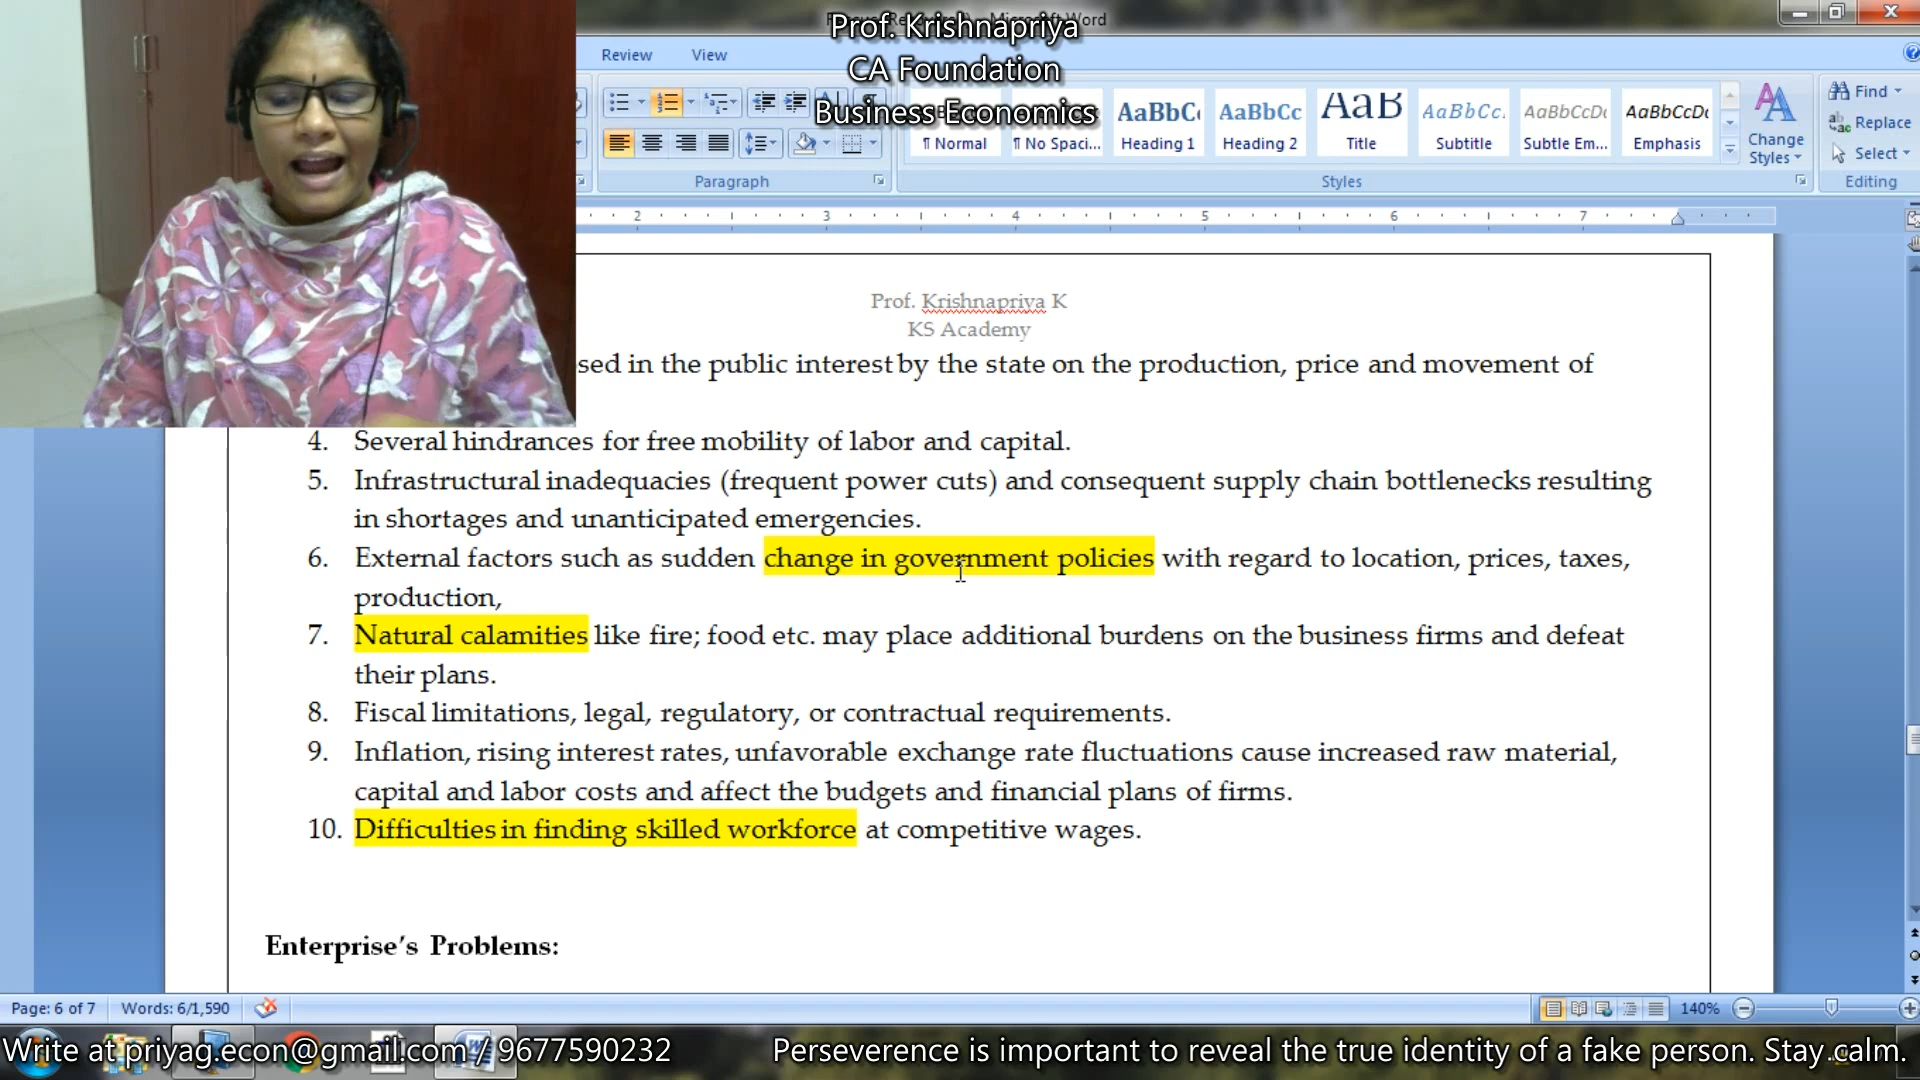 Prof. Krishnapriya
CA Foundation
Business Economics
Word
Review View
Find
Replace
Select
Editing
AaBbC AaBbCc AaB AaBbCc. AaBbCcDc AaBbCcDc
¶ Normal ¶ No Spaci... Heading 1 Heading 2 Title Subtitle Subtle Em... Emphasis
Change
Styles
Paragraph Styles
2 3 4 5 6 7
Prof. Krishnapriya K
KS Academy
sed in the public interest by the state on the production, price and movement of
4. Several hindrances for free mobility of labor and capital.
5. Infrastructural inadequacies (frequent power cuts) and consequent supply chain bottlenecks resulting
in shortages and unanticipated emergencies.
6. External factors such as sudden change in government policies with regard to location, prices, taxes,
production,
7. Natural calamities like fire; food etc. may place additional burdens on the business firms and defeat
their plans.
8. Fiscal limitations, legal, regulatory, or contractual requirements.
9. Inflation, rising interest rates, unfavorable exchange rate fluctuations cause increased raw material,
capital and labor costs and affect the budgets and financial plans of firms.
10. Difficulties in finding skilled workforce at competitive wages.
Enterprise's Problems:
Page: 6 of 7 Words: 6/1,590 140%
Write at priyag.econ@gmail.com / 9677590232 Perseverence is important to reveal the true identity of a fake person. Stay calm.